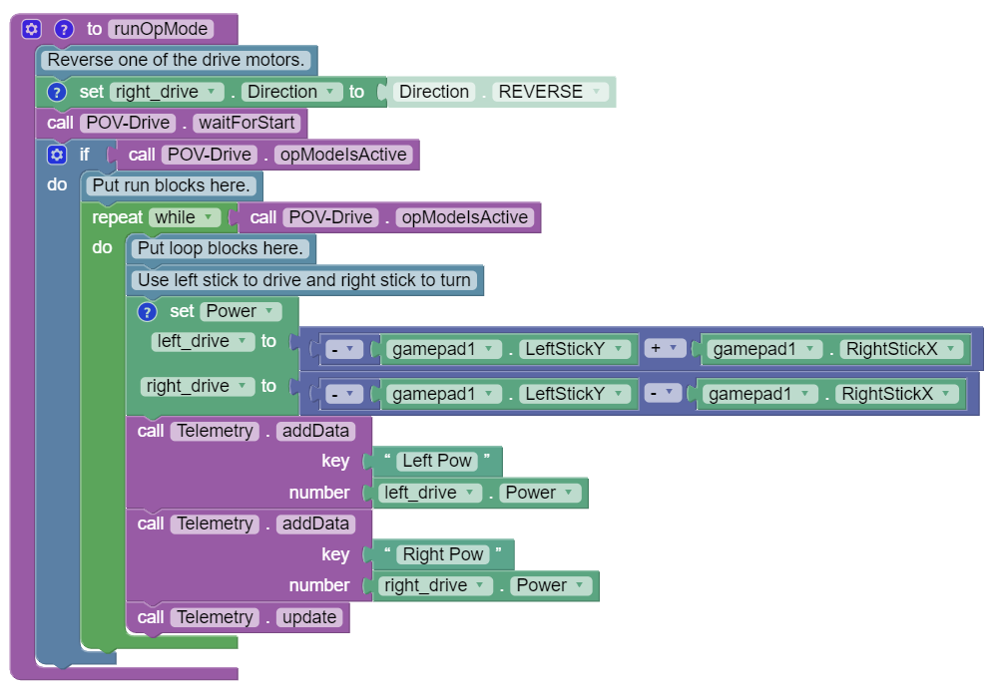 ? to runOpMode
Reverse one of the drive motors.
? set right_drive . Direction to Direction . REVERSE
call POV-Drive . waitForStart
if call POV-Drive . opModeIsActive
do Put run blocks here.
repeat while call POV-Drive . opModeIsActive
do Put loop blocks here.
Use left stick to drive and right stick to turn
? set Power
left_drive to - gamepad1 . LeftStickY + gamepad1 . RightStickX
right_drive to - gamepad1 . LeftStickY - gamepad1 . RightStickX
call Telemetry . addData
key “ Left Pow ”
number left_drive . Power
call Telemetry . addData
key “ Right Pow ”
number right_drive . Power
call Telemetry . update